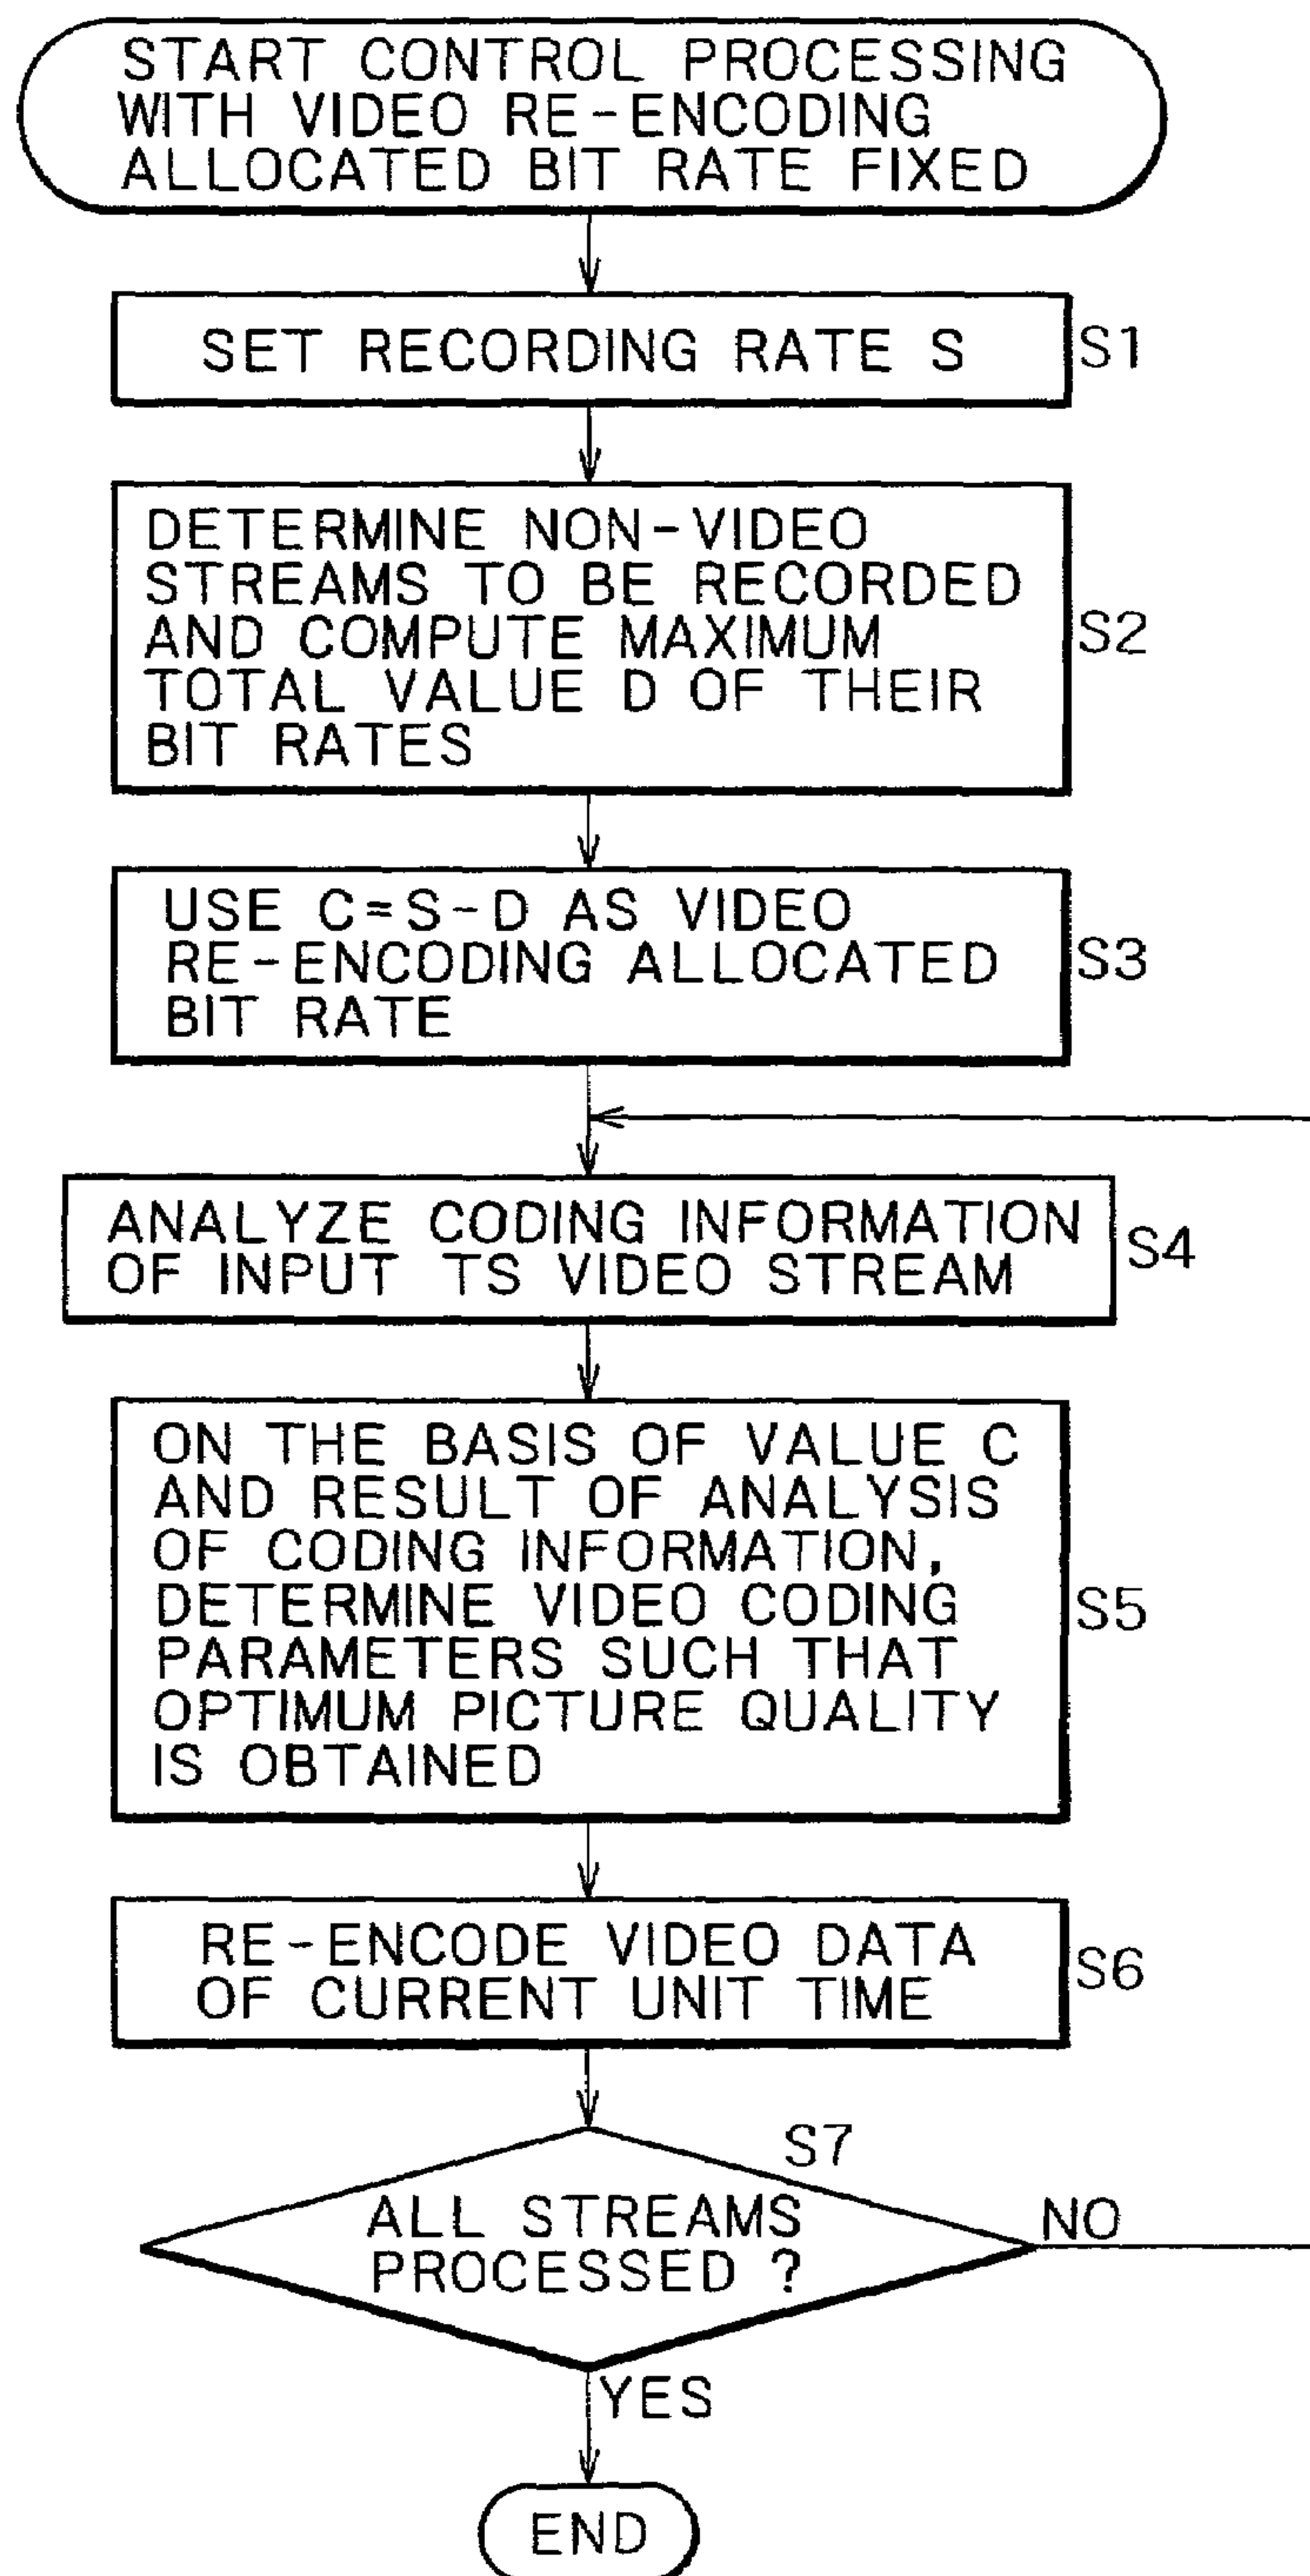 START CONTROL PROCESSING
WITH VIDEO RE-ENCODING
ALLOCATED BIT RATE FIXED
SET RECORDING RATE S
S1
DETERMINE NON-VIDEO
STREAMS TO BE RECORDED
AND COMPUTE MAXIMUM
TOTAL VALUE D OF THEIR
BIT RATES
S2
USE C=S-D AS VIDEO
RE-ENCODING ALLOCATED
BIT RATE
S3
ANALYZE CODING INFORMATION
OF INPUT TS VIDEO STREAM
S4
ON THE BASIS OF VALUE C
AND RESULT OF ANALYSIS
OF CODING INFORMATION,
DETERMINE VIDEO CODING
PARAMETERS SUCH THAT
OPTIMUM PICTURE QUALITY
IS OBTAINED
S5
RE-ENCODE VIDEO DATA
OF CURRENT UNIT TIME
S6
S7
ALL STREAMS
PROCESSED ?
NO
YES
END